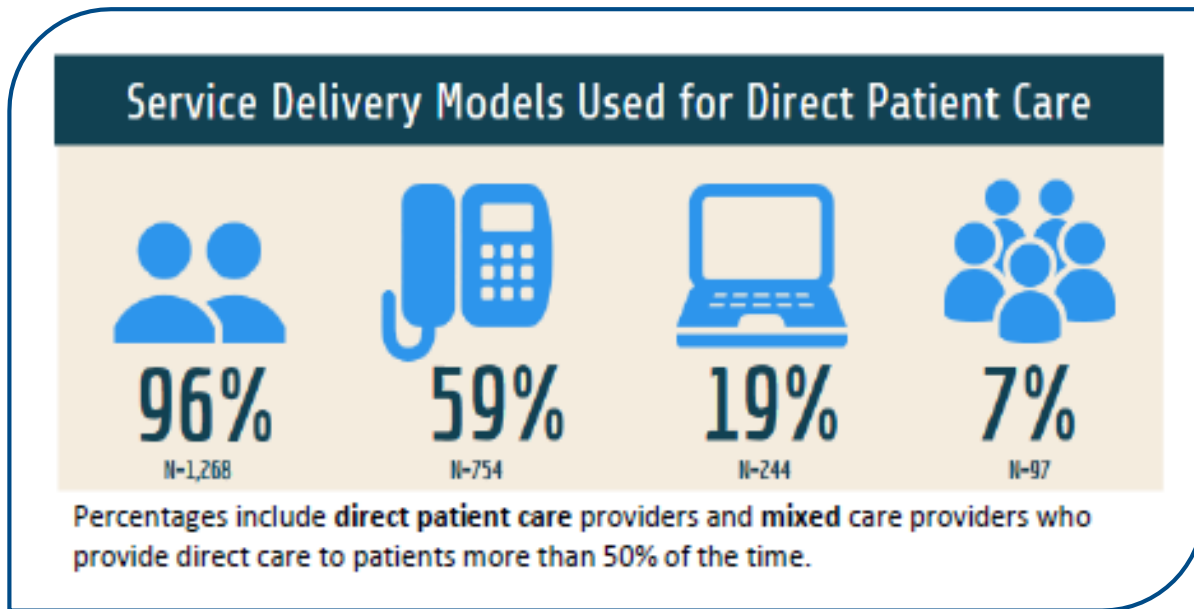 Service Delivery Models Used for Direct Patient Care
96% 59% 19% 7%
N=1,268 N=754 N=244 N=97
Percentages include direct patient care providers and mixed care providers who
provide direct care to patients more than 50% of the time.